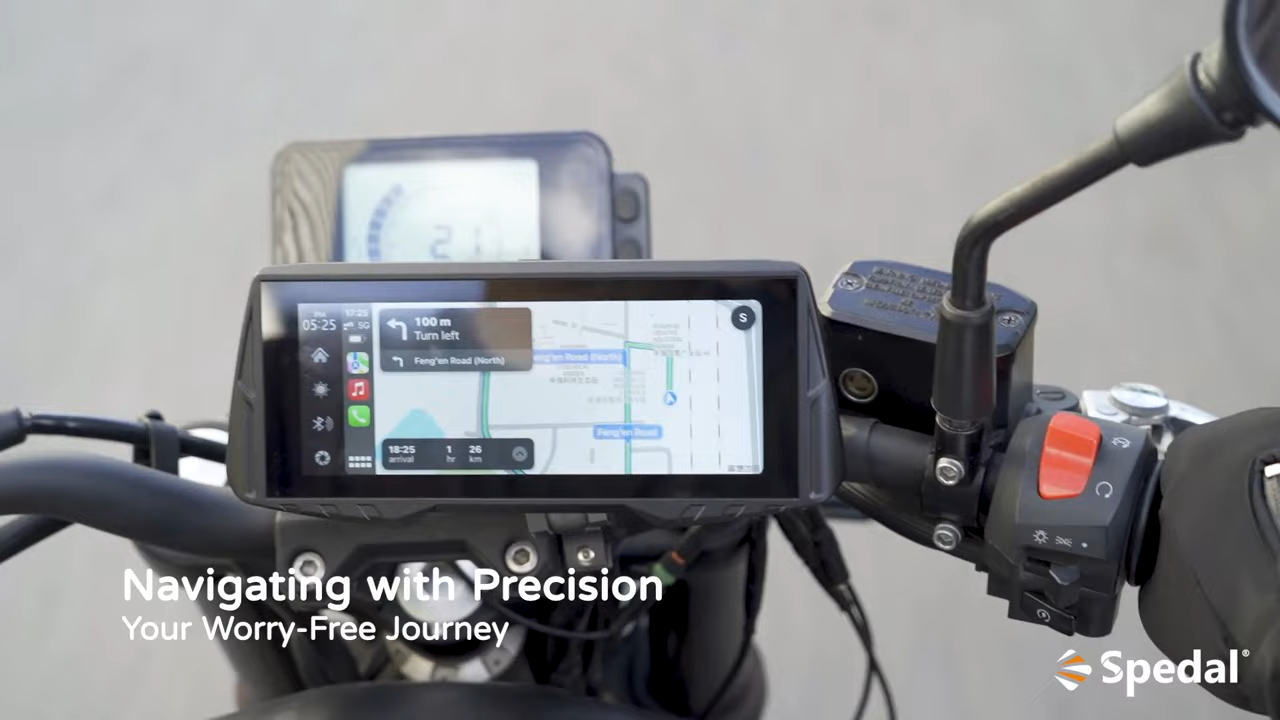 PM
05:25
17:25
5G
100 m
Turn left
Feng'en Road (North)
Feng'en Road (North)
S
Feng'en Road
18:25
arrival
1
hr
26
km
Navigating with Precision
Your Worry-Free Journey
Spedal®